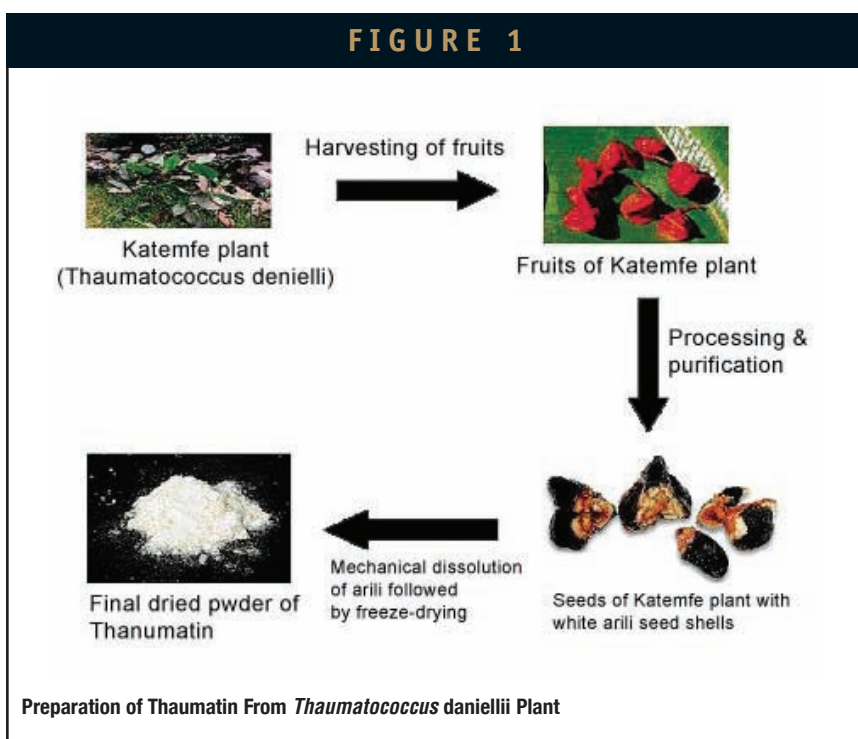 FIGURE 1
Harvesting of fruits
Katemfe plant
(Thaumatococcus denielli)
Fruits of Katemfe plant
Processing &
purification
Seeds of Katemfe plant with
white arili seed shells
Mechanical dissolution
of arili followed
by freeze-drying
Final dried pwder of
Thanumatin
Preparation of Thaumatin From Thaumatococcus daniellii Plant